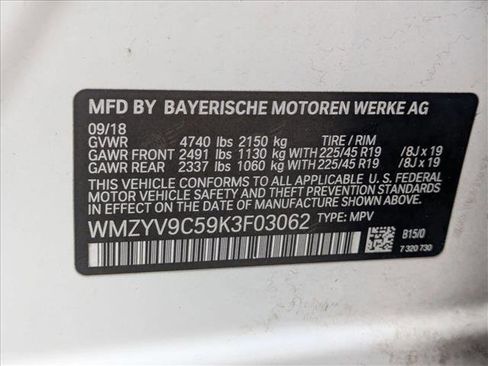 MFD BY BAYERISCHE MOTOREN WERKE AG
09/18
GVWR 4740 lbs 2150 kg TIRE / RIM
GAWR FRONT 2491 lbs 1130 kg WITH 225/45 R19 /8J x 19
GAWR REAR 2337 lbs 1060 kg WITH 225/45 R19 /8J x 19
THIS VEHICLE CONFORMS TO ALL APPLICABLE U.S. FEDERAL
MOTOR VEHICLE SAFETY AND THEFT PREVENTION STANDARDS
IN EFFECT ON THE DATE OF MANUFACTURE SHOWN ABOVE.
WMZYV9C59K3F03062 TYPE: MPV
B15/0
7 320 730